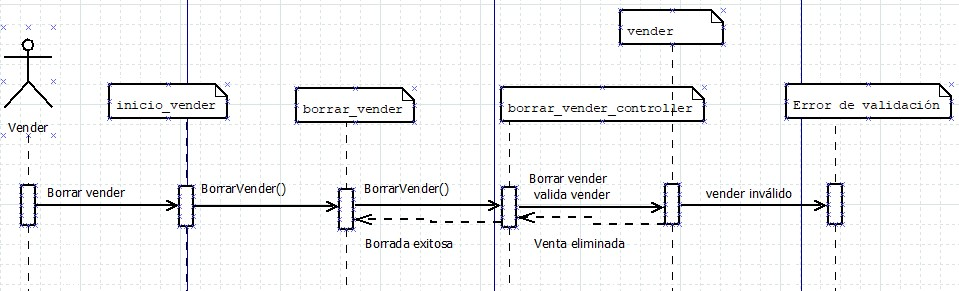 vender
inicio_vender
borrar_vender
borrar_vender_controller
Error de validación
Vender
Borrar vender
BorrarVender()
BorrarVender()
Borrar vender
valida vender
vender inválido
Borrada exitosa
Venta eliminada